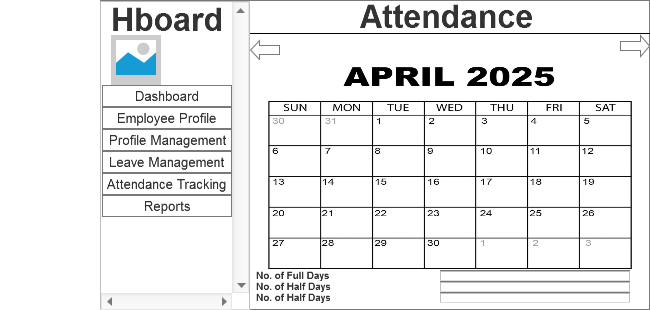 Hboard
Dashboard
Employee Profile
Profile Management
Leave Management
Attendance Tracking
Reports
Attendance
APRIL 2025
SUN MON TUE WED THU FRI SAT
30 31 1 2 3 4 5
6 7 8 9 10 11 12
13 14 15 16 17 18 19
20 21 22 23 24 25 26
27 28 29 30 1 2 3
No. of Full Days
No. of Half Days
No. of Half Days